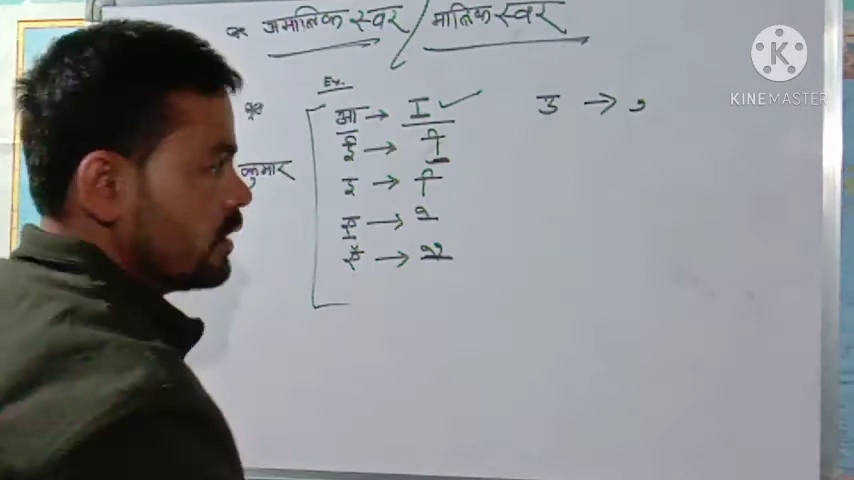 अमात्रिक स्वर / मात्रिक स्वर
Ex.
आ → ा ✓
ई → ी
इ → ि
ए → े
ऐ → ै
उ → ु
कुमार
K
KINEMASTER